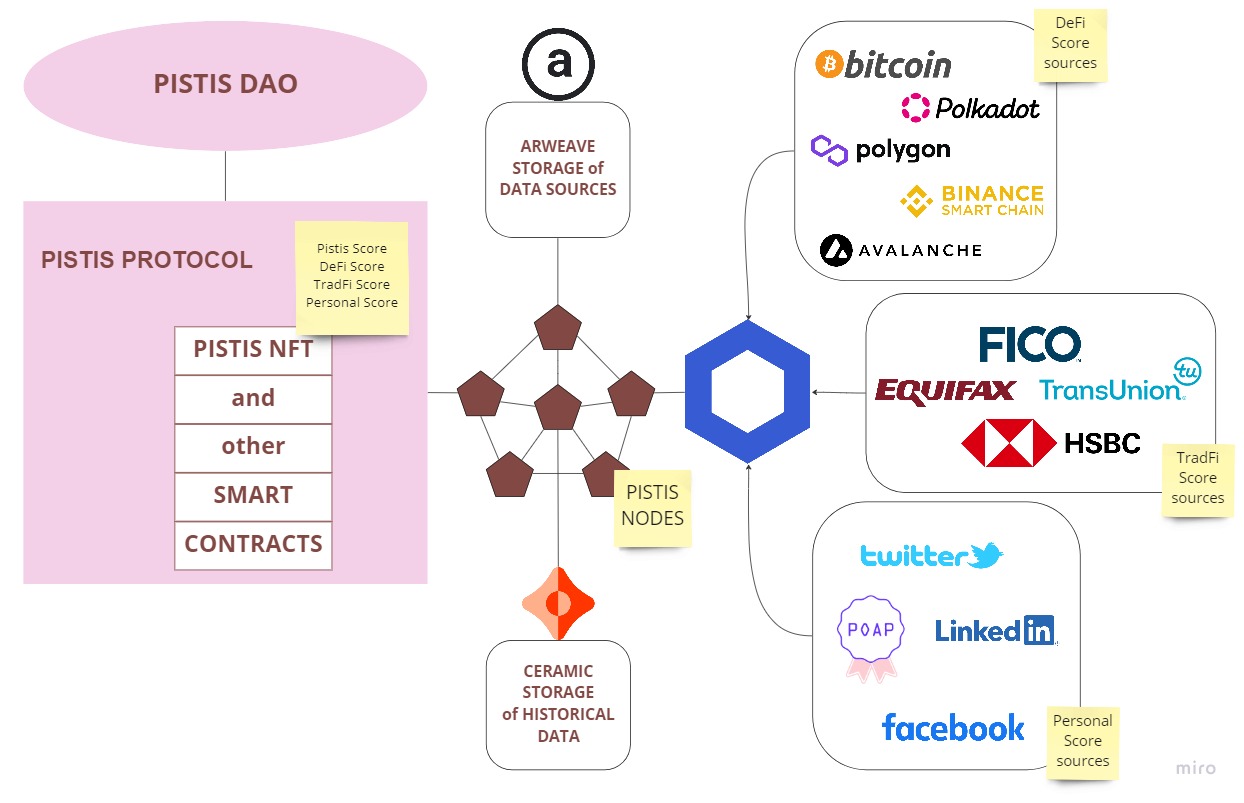 PISTIS DAO
PISTIS PROTOCOL
Pistis Score
DeFi Score
TradFi Score
Personal Score
PISTIS NFT
and
other
SMART
CONTRACTS
a
ARWEAVE
STORAGE of
DATA SOURCES
PISTIS
NODES
CERAMIC
STORAGE
of HISTORICAL
DATA
DeFi
Score
sources
bitcoin
Polkadot
polygon
BINANCE
SMART CHAIN
AVALANCHE
FICO
EQUIFAX
TransUnion
tu
HSBC
TradFi
Score
sources
twitter
POAP
Linked in
facebook
Personal
Score
sources
miro